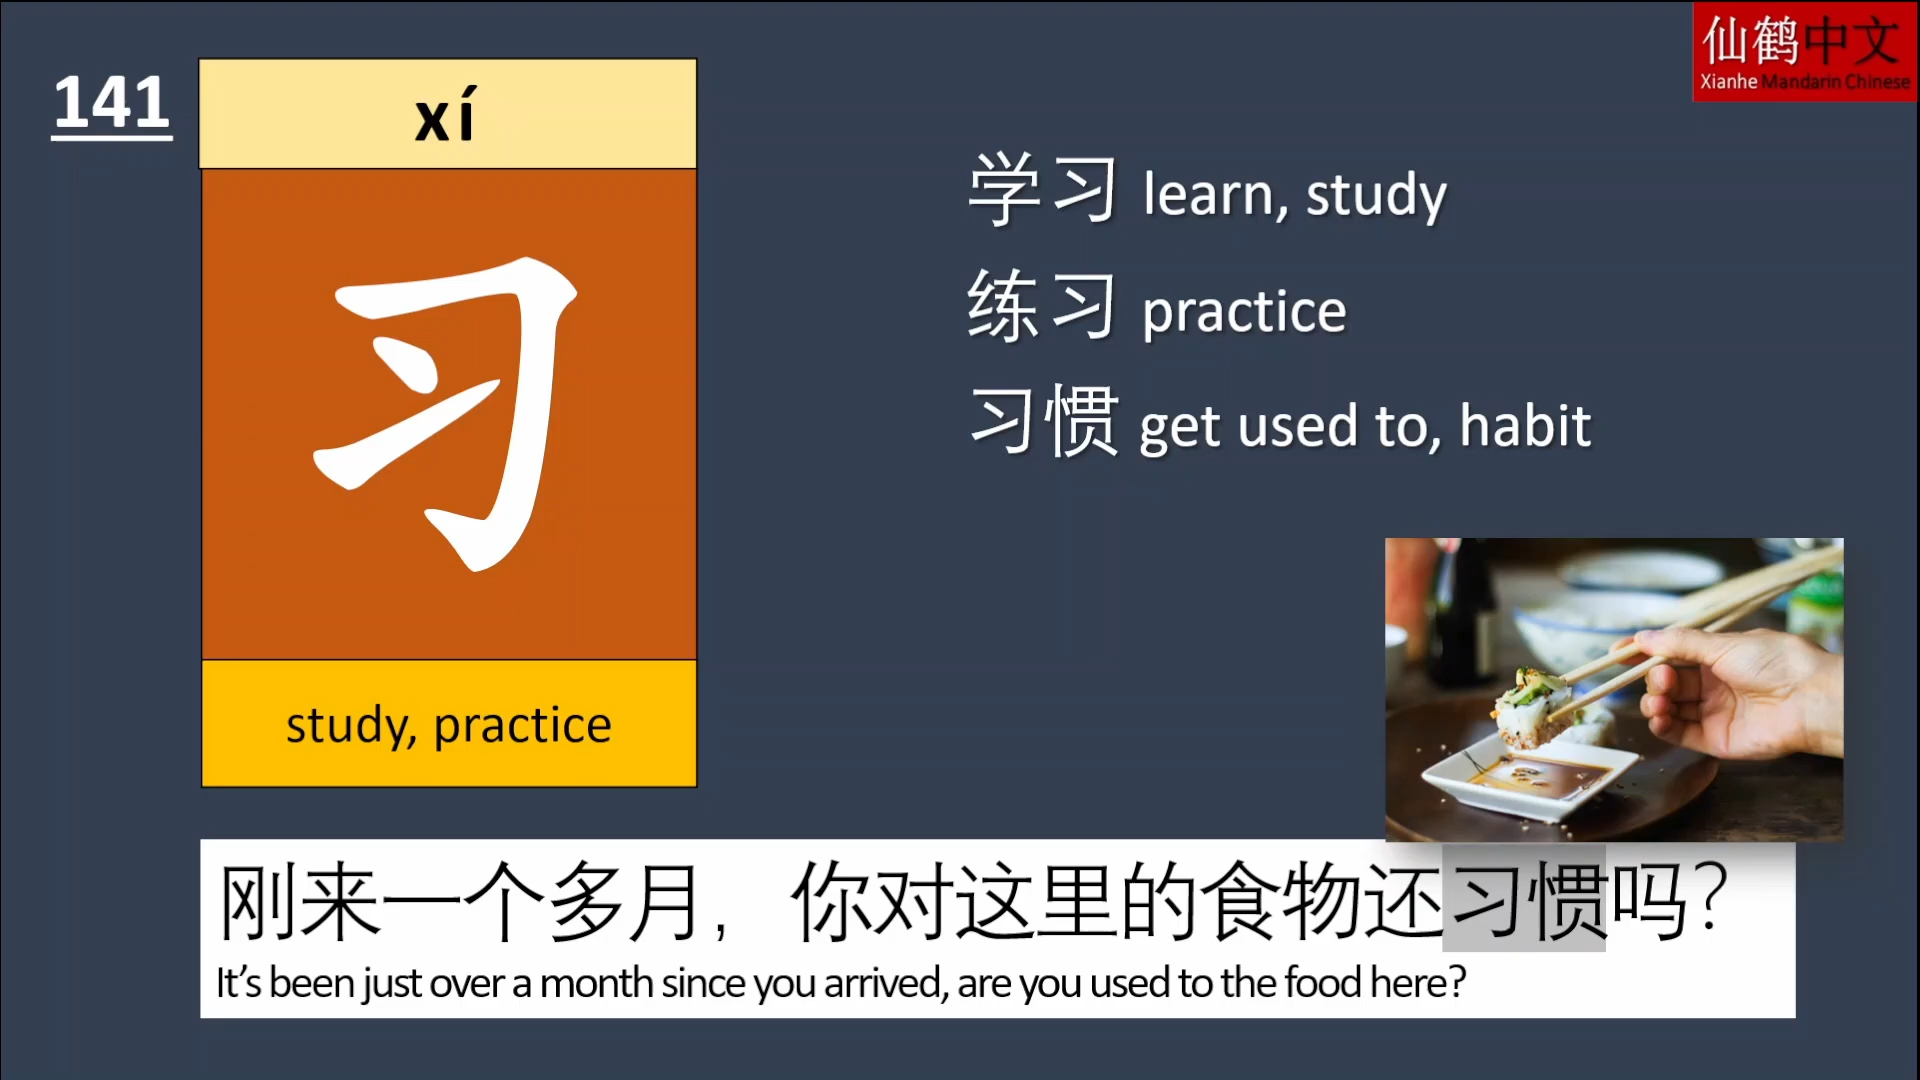 141
xí
习
study, practice
仙鹤中文
Xianhe Mandarin Chinese
学习 learn, study
练习 practice
习惯 get used to, habit
刚来一个多月，你对这里的食物还习惯吗?
It's been just over a month since you arrived, are you used to the food here?